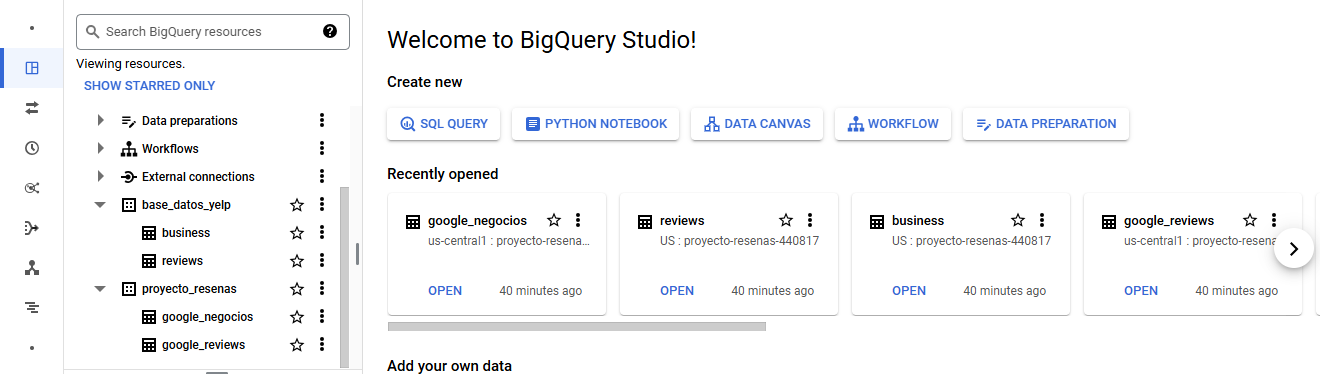 Search BigQuery resources
Viewing resources.
SHOW STARRED ONLY
Data preparations
Workflows
External connections
base_datos_yelp
business
reviews
proyecto_resenas
google_negocios
google_reviews
Welcome to BigQuery Studio!
Create new
SQL QUERY PYTHON NOTEBOOK DATA CANVAS WORKFLOW DATA PREPARATION
Recently opened
google_negocios
us-central1 : proyecto-resena...
OPEN 40 minutes ago
reviews
US : proyecto-resenas-440817
OPEN 40 minutes ago
business
US : proyecto-resenas-440817
OPEN 40 minutes ago
google_reviews
us-central1 : proyecto-resena
OPEN 40 minutes ago
Add your own data